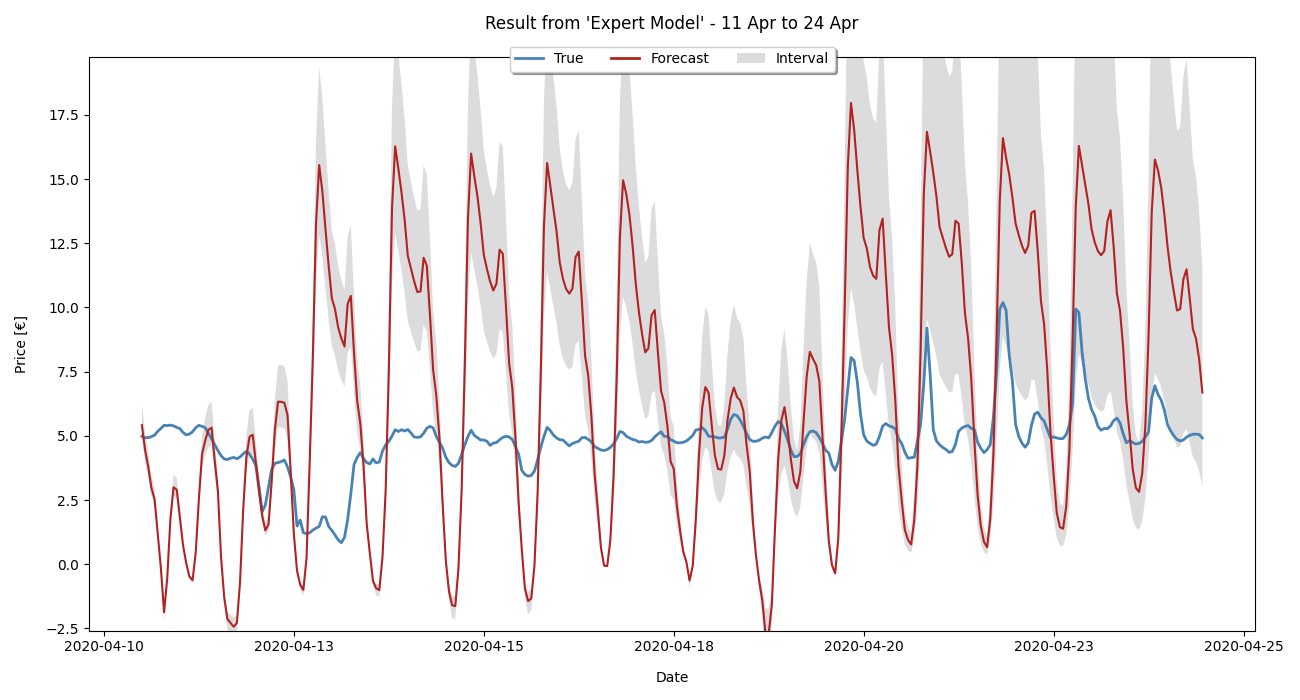 Result from 'Expert Model' - 11 Apr to 24 Apr
True Forecast Interval
17.5
15.0
12.5
10.0
7.5
5.0
2.5
0.0
−2.5
Price [€]
2020-04-10 2020-04-13 2020-04-15 2020-04-18 2020-04-20 2020-04-23 2020-04-25
Date